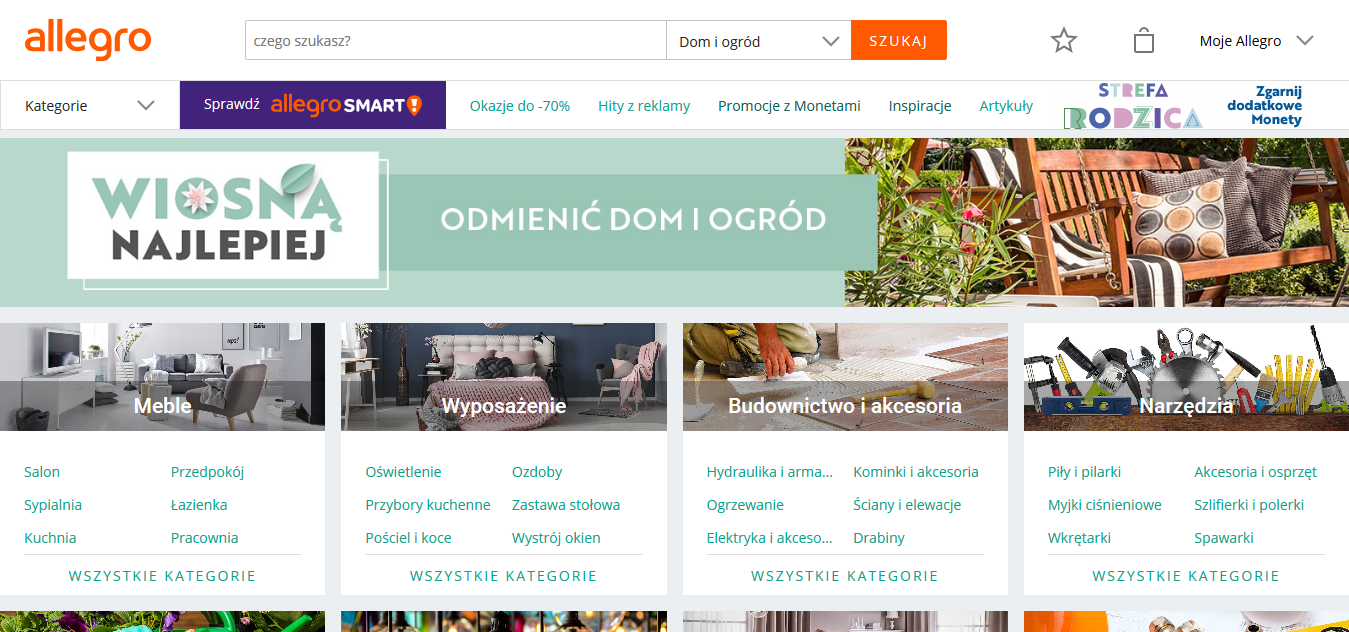 allegro
czego szukasz?
Dom i ogród
SZUKAJ
Moje Allegro
Kategorie
Sprawdź allegro SMART!
Okazje do -70%
Hity z reklamy
Promocje z Monetami
Inspiracje
Artykuły
STREFA
RODZICA
Zgarnij
dodatkowe
Monety
WIOSNĄ
NAJLEPIEJ
ODMIENIĆ DOM I OGRÓD
Meble
Salon
Przedpokój
Sypialnia
Łazienka
Kuchnia
Pracownia
WSZYSTKIE KATEGORIE
Wyposażenie
Oświetlenie
Ozdoby
Przybory kuchenne
Zastawa stołowa
Pościel i koce
Wystrój okien
WSZYSTKIE KATEGORIE
Budownictwo i akcesoria
Hydraulika i arma...
Kominki i akcesoria
Ogrzewanie
Ściany i elewacje
Elektryka i akceso...
Drabiny
WSZYSTKIE KATEGORIE
Narzędzia
Piły i pilarki
Akcesoria i osprzęt
Myjki ciśnieniowe
Szlifierki i polerki
Wkrętarki
Spawarki
WSZYSTKIE KATEGORIE